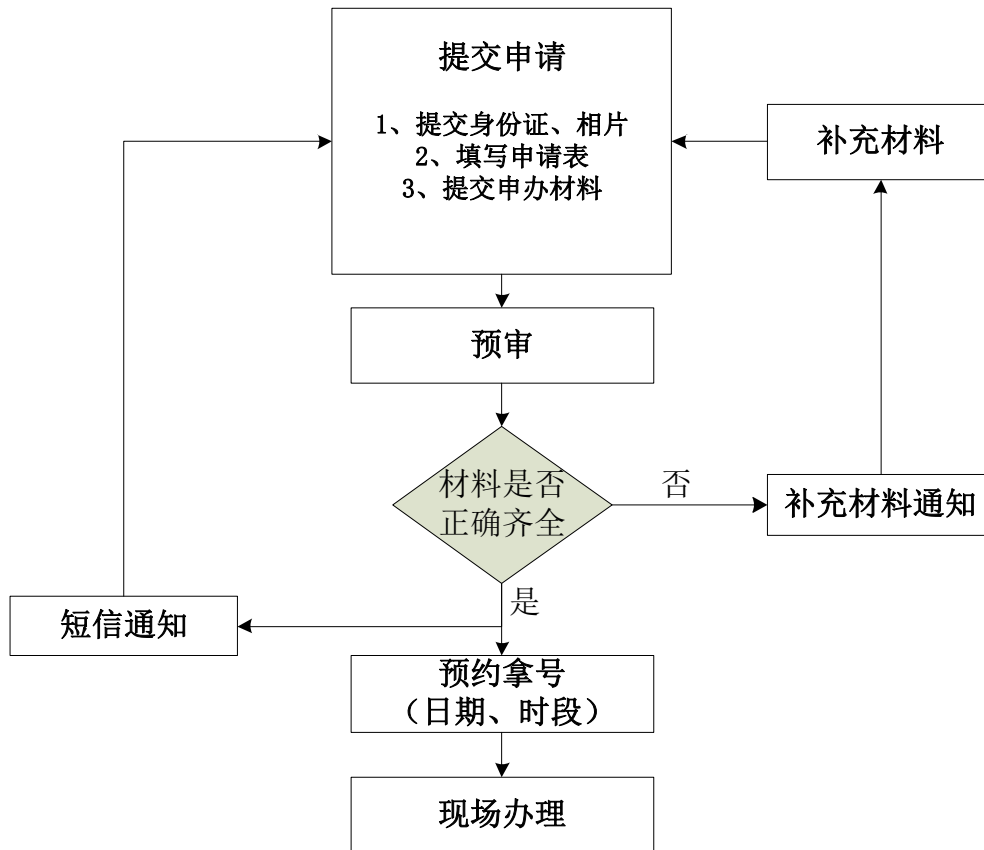 提交申请
1、提交身份证、相片
2、填写申请表
3、提交申办材料
补充材料
预审
材料是否
正确齐全
否
补充材料通知
是
短信通知
预约拿号
（日期、时段）
现场办理